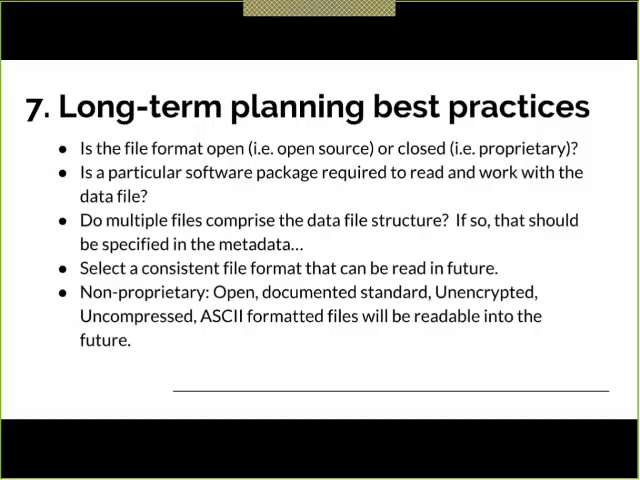 7. Long-term planning best practices
● Is the file format open (i.e. open source) or closed (i.e. proprietary)?
● Is a particular software package required to read and work with the
data file?
● Do multiple files comprise the data file structure? If so, that should
be specified in the metadata...
● Select a consistent file format that can be read in future.
● Non-proprietary: Open, documented standard, Unencrypted,
Uncompressed, ASCII formatted files will be readable into the
future.